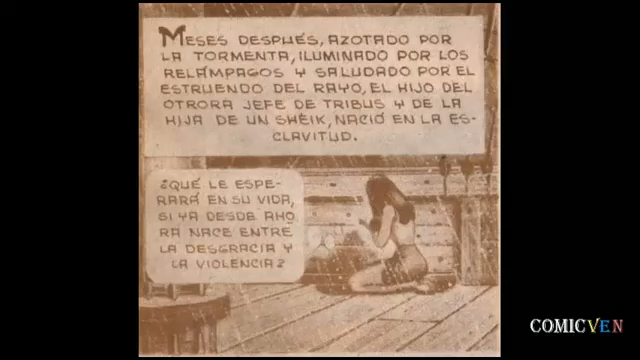 MESES DESPUÉS, AZOTADO POR
LA TORMENTA, ILUMINADO POR LOS
RELÁMPAGOS Y SALUDADO POR EL
ESTRUENDO DEL RAYO, EL HIJO DEL
OTRORA JEFE DE TRIBUS Y DE LA
HIJA DE UN SHEIK, NACIÓ EN LA ES-
CLAVITUD.
¿QUÉ LE ESPE-
RARÁ EN SU VIDA,
SI YA DESDE AHO
RA NACE ENTRE
LA DESGRACIA Y
LA VIOLENCIA?
COMICVEN